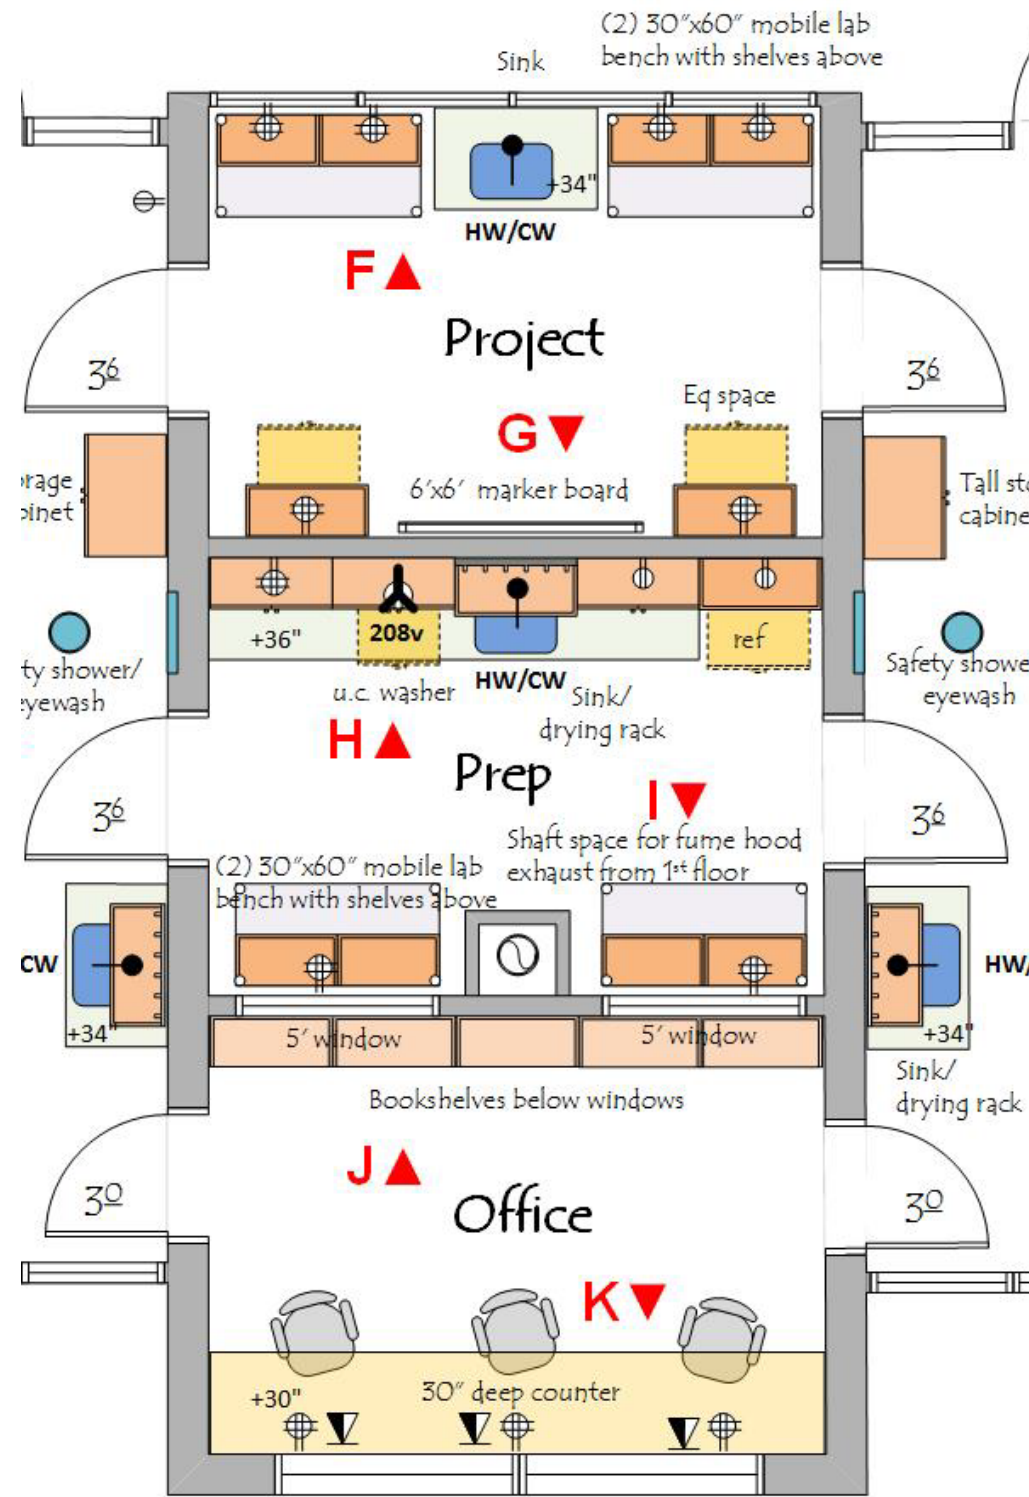 (2) 30"x60" mobile lab
bench with shelves above
Sink
+34"
HW/CW
F
Project
36
36
Eq space
G
6'x6' marker board
Tall
+36"
208v
ref
HW/CW
u.c. washer
Sink/
drying rack
shower/
eyewash
Safety
eyewash
H
Prep
I
36
36
Shaft space for fume hood
exhaust from 1st floor
(2) 30"x60" mobile lab
bench with shelves above
CW
HW/
+34"
+34"
5' window
5' window
Sink/
drying rack
Bookshelves below windows
J
30
Office
30
K
+30"
30" deep counter